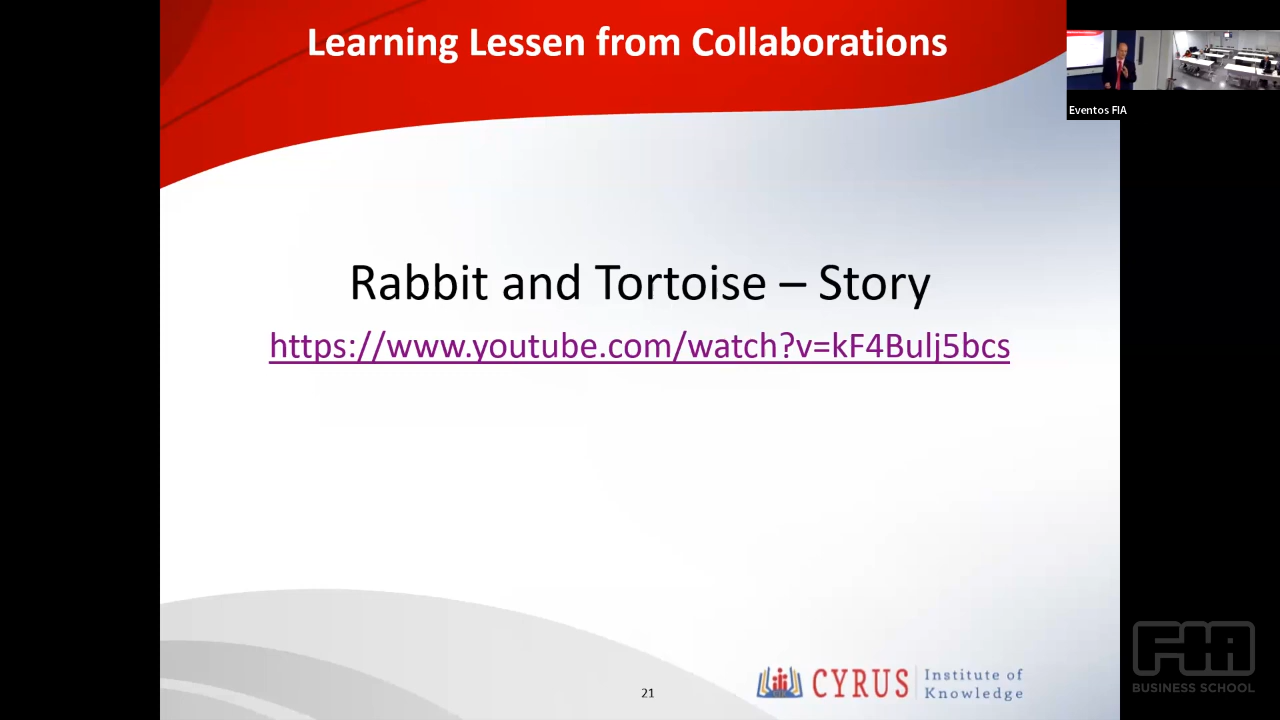 Learning Lessen from Collaborations
Eventos FIA
Rabbit and Tortoise – Story
https://www.youtube.com/watch?v=kF4Bulj5bcs
21
CYRUS
Institute of
Knowledge
FIA
BUSINESS SCHOOL